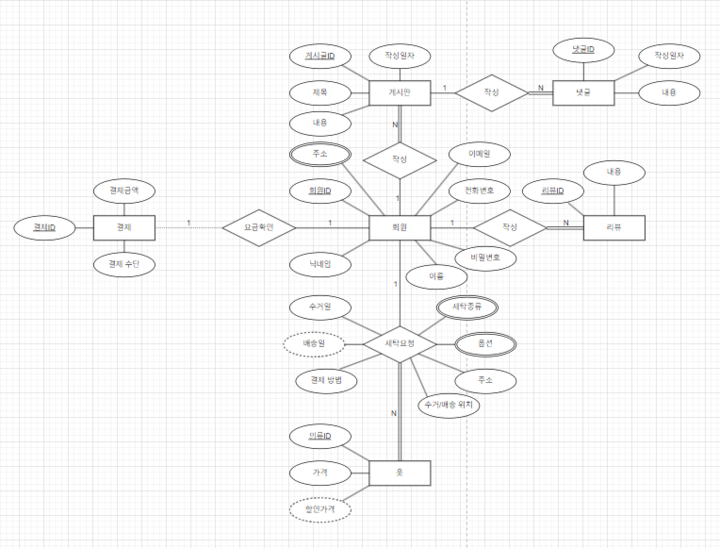 게시글ID
작성일자
댓글ID
작성일자
제목
게시판
1
작성
N
댓글
내용
내용
N
주소
작성
이메일
내용
결제금액
회원ID
1
전화번호
리뷰ID
결제ID
결제
1
요금확인
1
회원
1
작성
N
리뷰
결제 수단
닉네임
비밀번호
이름
1
수거일
세탁종류
배송일
세탁요청
옵션
결제 방법
주소
수거/배송 위치
N
의류ID
가격
옷
할인가격